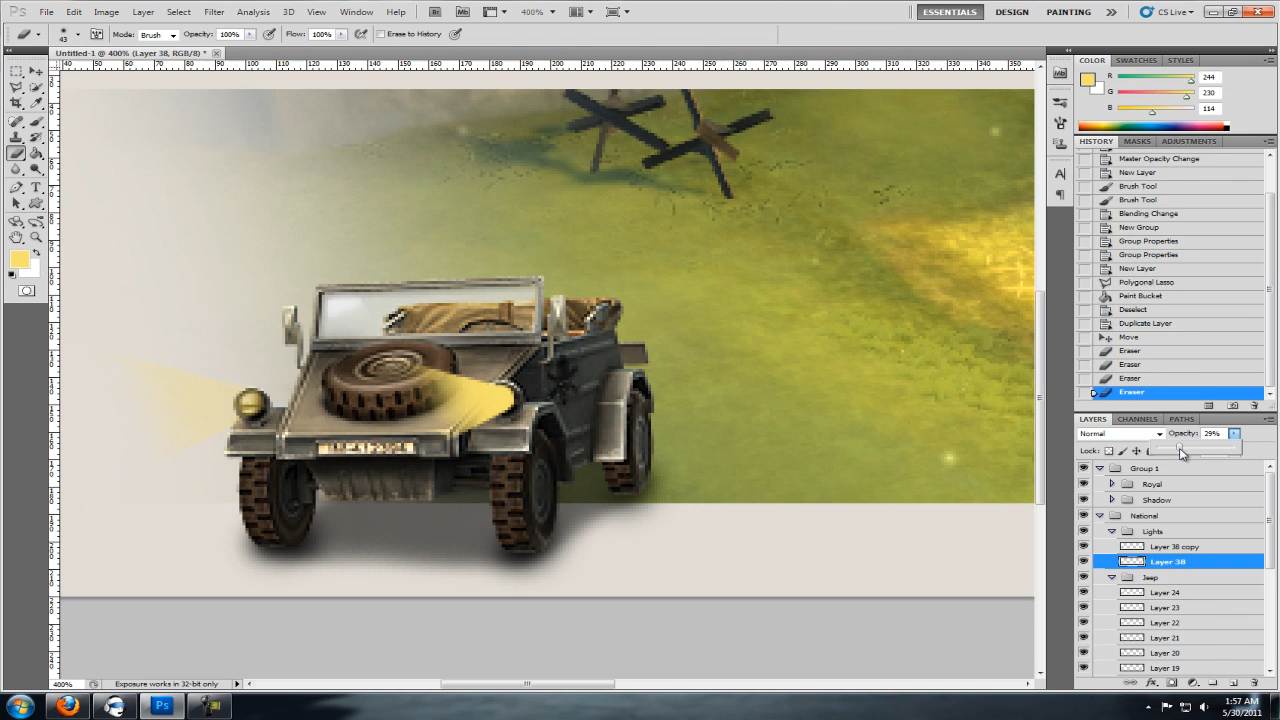 Ps File Edit Image Layer Select Filter Analysis 3D View Window Help Br Mb 400% ESSENTIALS DESIGN PAINTING CS Live
43 Mode: Brush Opacity: 100% Flow: 100% Erase to History
Untitled-1 @ 400% (Layer 38, RGB/8) *
COLOR SWATCHES STYLES
R 244
G 230
B 114
HISTORY MASKS ADJUSTMENTS
Master Opacity Change
New Layer
Brush Tool
Brush Tool
Blending Change
New Group
Group Properties
Group Properties
New Layer
Polygonal Lasso
Paint Bucket
Deselect
Duplicate Layer
Move
Eraser
Eraser
Eraser
Eraser
LAYERS CHANNELS PATHS
Normal Opacity: 29%
Lock:
Group 1
Royal
Shadow
National
Lights
Layer 38 copy
Layer 38
Jeep
Layer 24
Layer 23
Layer 22
Layer 21
Layer 20
Layer 19
400% Exposure works in 32-bit only
1:57 AM
5/30/2011